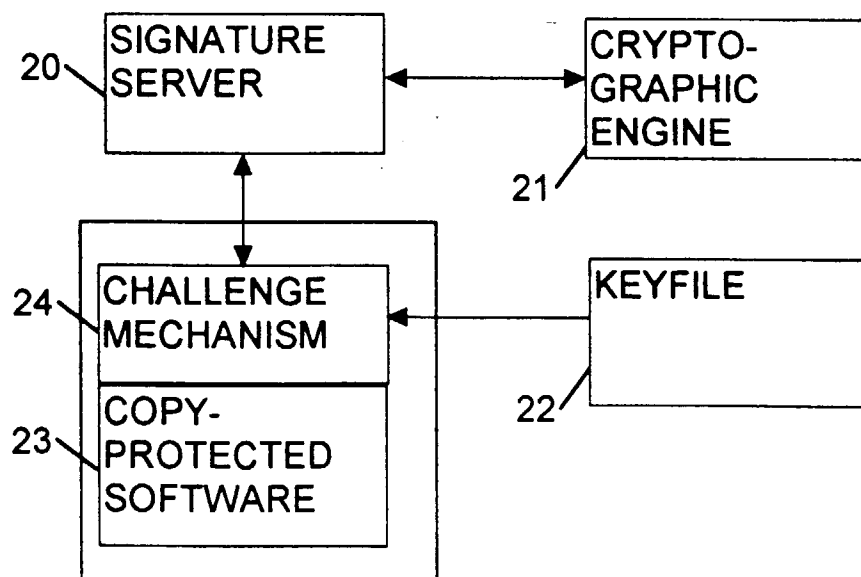 SIGNATURE
SERVER
20
CRYPTO-
GRAPHIC
ENGINE
21
CHALLENGE
MECHANISM
24
KEYFILE
22
COPY-
PROTECTED
SOFTWARE
23